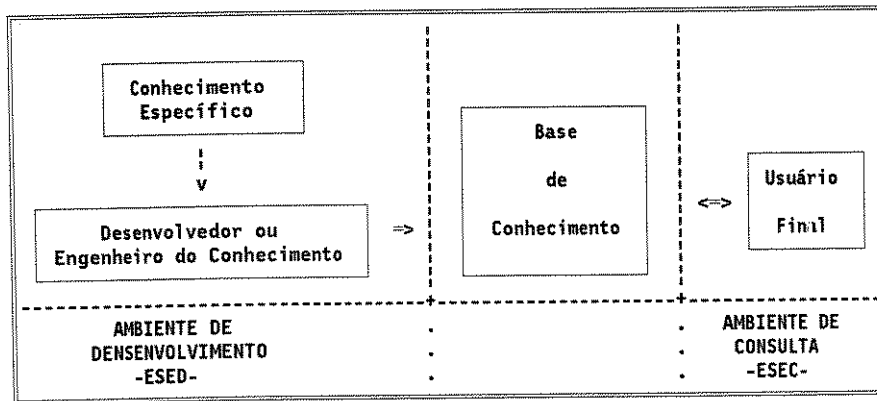 Conhecimento
Específico
Desenvolvedor ou
Engenheiro do Conhecimento
=>
Base
de
Conhecimento
<=>
Usuário
Final
AMBIENTE DE
DENSENVOLVIMENTO
-ESED-
AMBIENTE DE
CONSULTA
-ESEC-